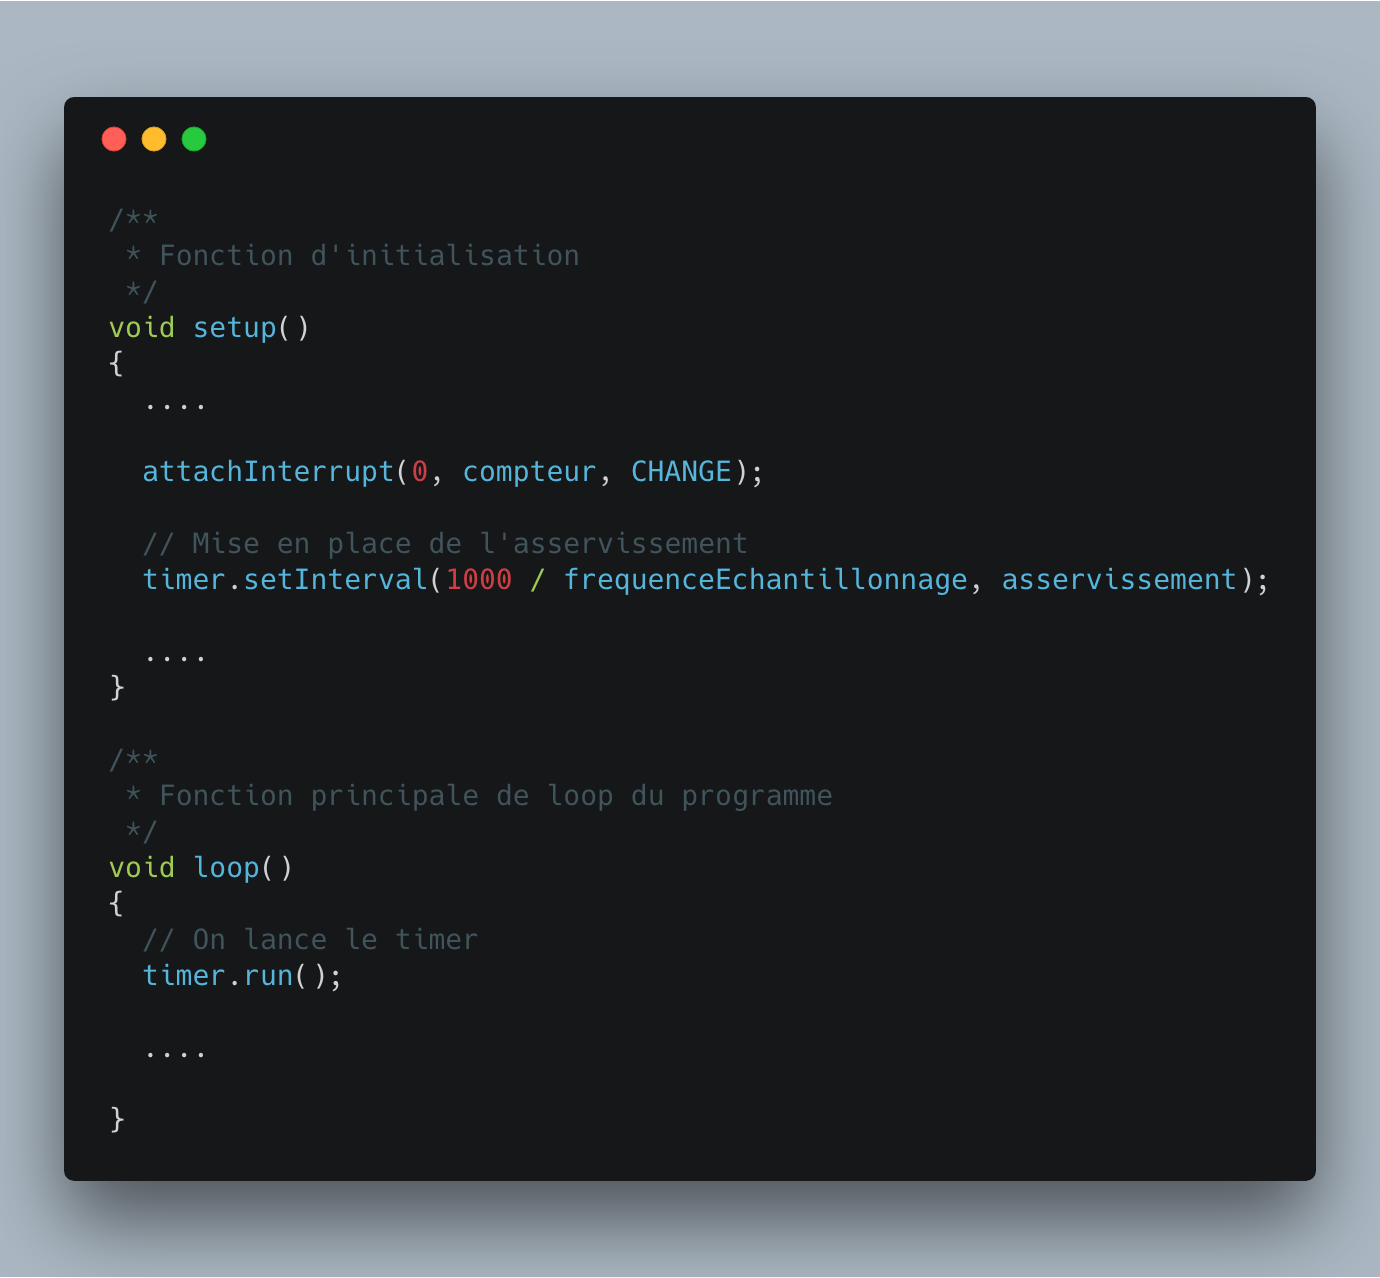 /**
 * Fonction d'initialisation
 */
void setup()
{
  ....
  attachInterrupt(0, compteur, CHANGE);
  // Mise en place de l'asservissement
  timer.setInterval(1000 / frequenceEchantillonnage, asservissement);
  ....
}
/**
 * Fonction principale de loop du programme
 */
void loop()
{
  // On lance le timer
  timer.run();
  ....
}